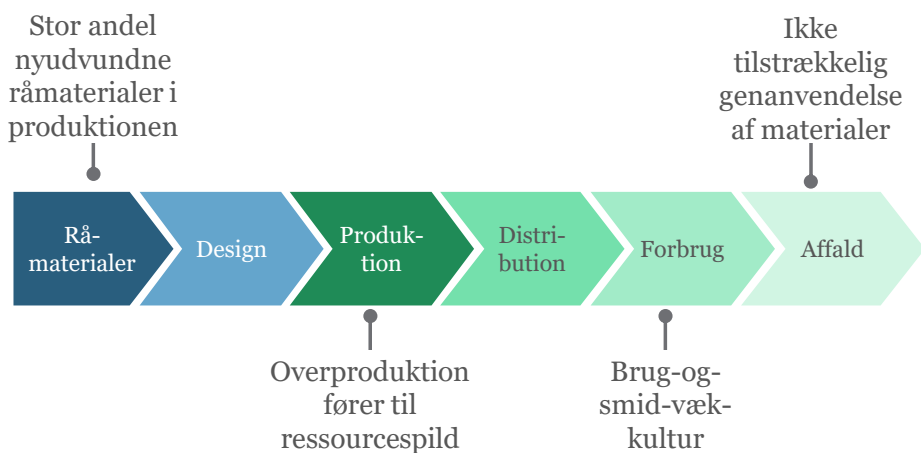 Stor andel
nyudvundne
råmaterialer i
produktionen
Ikke
tilstrækkelig
genanvendelse
af materialer
Rå-
materialer
Design
Produk-
tion
Distri-
bution
Forbrug
Affald
Overproduktion
fører til
ressourcespild
Brug-og-
smid-væk-
kultur